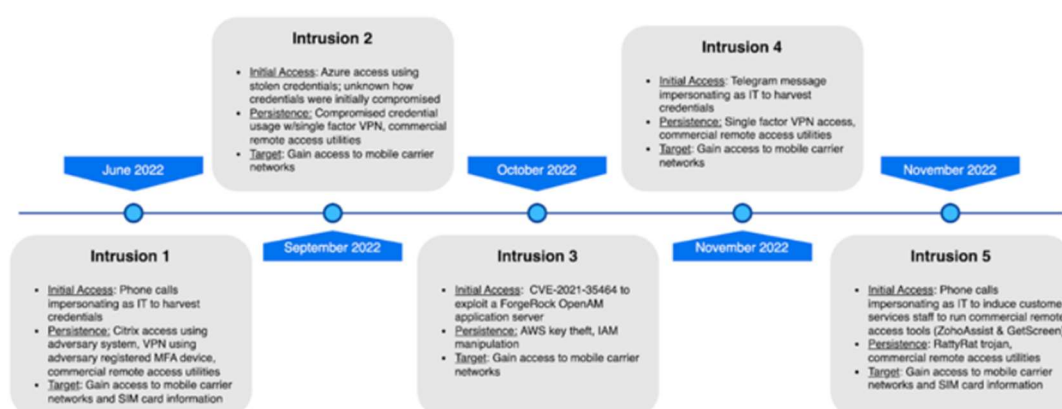 Intrusion 2
• Initial Access: Azure access using
stolen credentials; unknown how
credentials were initially compromised
• Persistence: Compromised credential
usage w/single factor VPN, commercial
remote access utilities
• Target: Gain access to mobile carrier
networks
Intrusion 4
• Initial Access: Telegram message
impersonating as IT to harvest
credentials
• Persistence: Single factor VPN access,
commercial remote access utilities
• Target: Gain access to mobile carrier
networks
June 2022
October 2022
November 2022
September 2022
November 2022
Intrusion 1
• Initial Access: Phone calls
impersonating as IT to harvest
credentials
• Persistence: Citrix access using
adversary system, VPN using
adversary registered MFA device,
commercial remote access utilities
• Target: Gain access to mobile carrier
networks and SIM card information
Intrusion 3
• Initial Access: CVE-2021-35464 to
exploit a ForgeRock OpenAM
application server
• Persistence: AWS key theft, IAM
manipulation
• Target: Gain access to mobile carrier
networks
Intrusion 5
• Initial Access: Phone calls
impersonating as IT to induce custome
services staff to run commercial remote
access tools (ZohoAssist & GetScreen)
• Persistence: RattyRat trojan,
commercial remote access utilities
• Target: Gain access to mobile carrier
networks and SIM card information